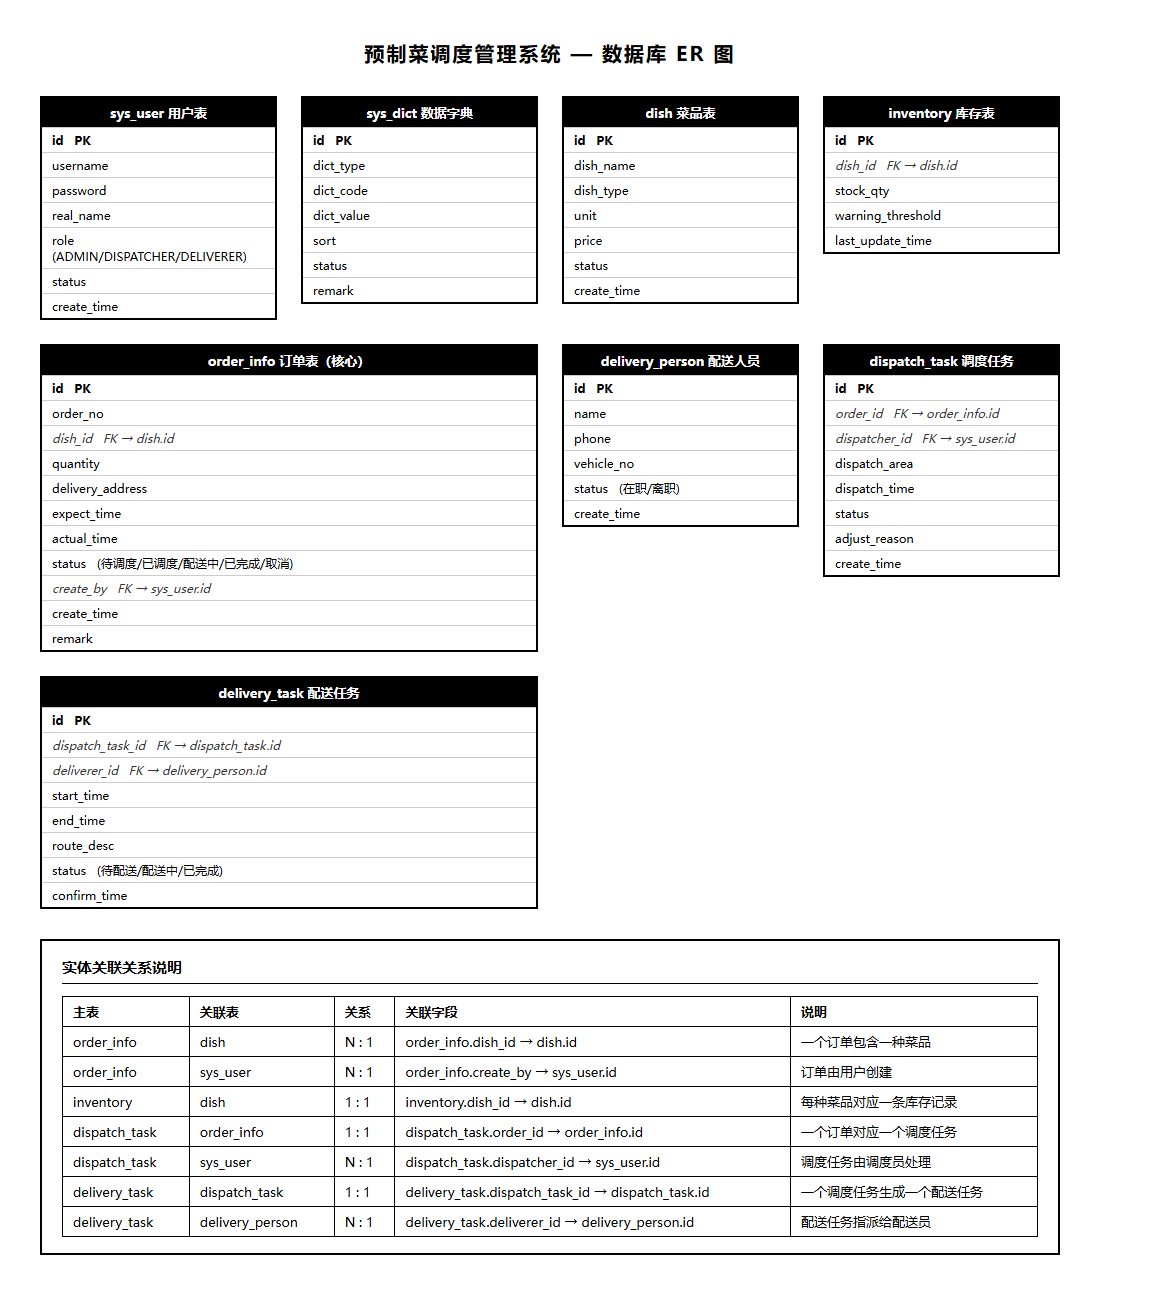 预制菜调度管理系统 — 数据库 ER 图
sys_user 用户表
id PK
username
password
real_name
role
(ADMIN/DISPATCHER/DELIVERER)
status
create_time
sys_dict 数据字典
id PK
dict_type
dict_code
dict_value
sort
status
remark
dish 菜品表
id PK
dish_name
dish_type
unit
price
status
create_time
inventory 库存表
id PK
dish_id FK → dish.id
stock_qty
warning_threshold
last_update_time
order_info 订单表（核心）
id PK
order_no
dish_id FK → dish.id
quantity
delivery_address
expect_time
actual_time
status (待调度/已调度/配送中/已完成/取消)
create_by FK → sys_user.id
create_time
remark
delivery_person 配送人员
id PK
name
phone
vehicle_no
status (在职/离职)
create_time
dispatch_task 调度任务
id PK
order_id FK → order_info.id
dispatcher_id FK → sys_user.id
dispatch_area
dispatch_time
status
adjust_reason
create_time
delivery_task 配送任务
id PK
dispatch_task_id FK → dispatch_task.id
deliverer_id FK → delivery_person.id
start_time
end_time
route_desc
status (待配送/配送中/已完成)
confirm_time
实体关联关系说明
主表 关联表 关系 关联字段 说明
order_info dish N : 1 order_info.dish_id → dish.id 一个订单包含一种菜品
order_info sys_user N : 1 order_info.create_by → sys_user.id 订单由用户创建
inventory dish 1 : 1 inventory.dish_id → dish.id 每种菜品对应一条库存记录
dispatch_task order_info 1 : 1 dispatch_task.order_id → order_info.id 一个订单对应一个调度任务
dispatch_task sys_user N : 1 dispatch_task.dispatcher_id → sys_user.id 调度任务由调度员处理
delivery_task dispatch_task 1 : 1 delivery_task.dispatch_task_id → dispatch_task.id 一个调度任务生成一个配送任务
delivery_task delivery_person N : 1 delivery_task.deliverer_id → delivery_person.id 配送任务指派给配送员